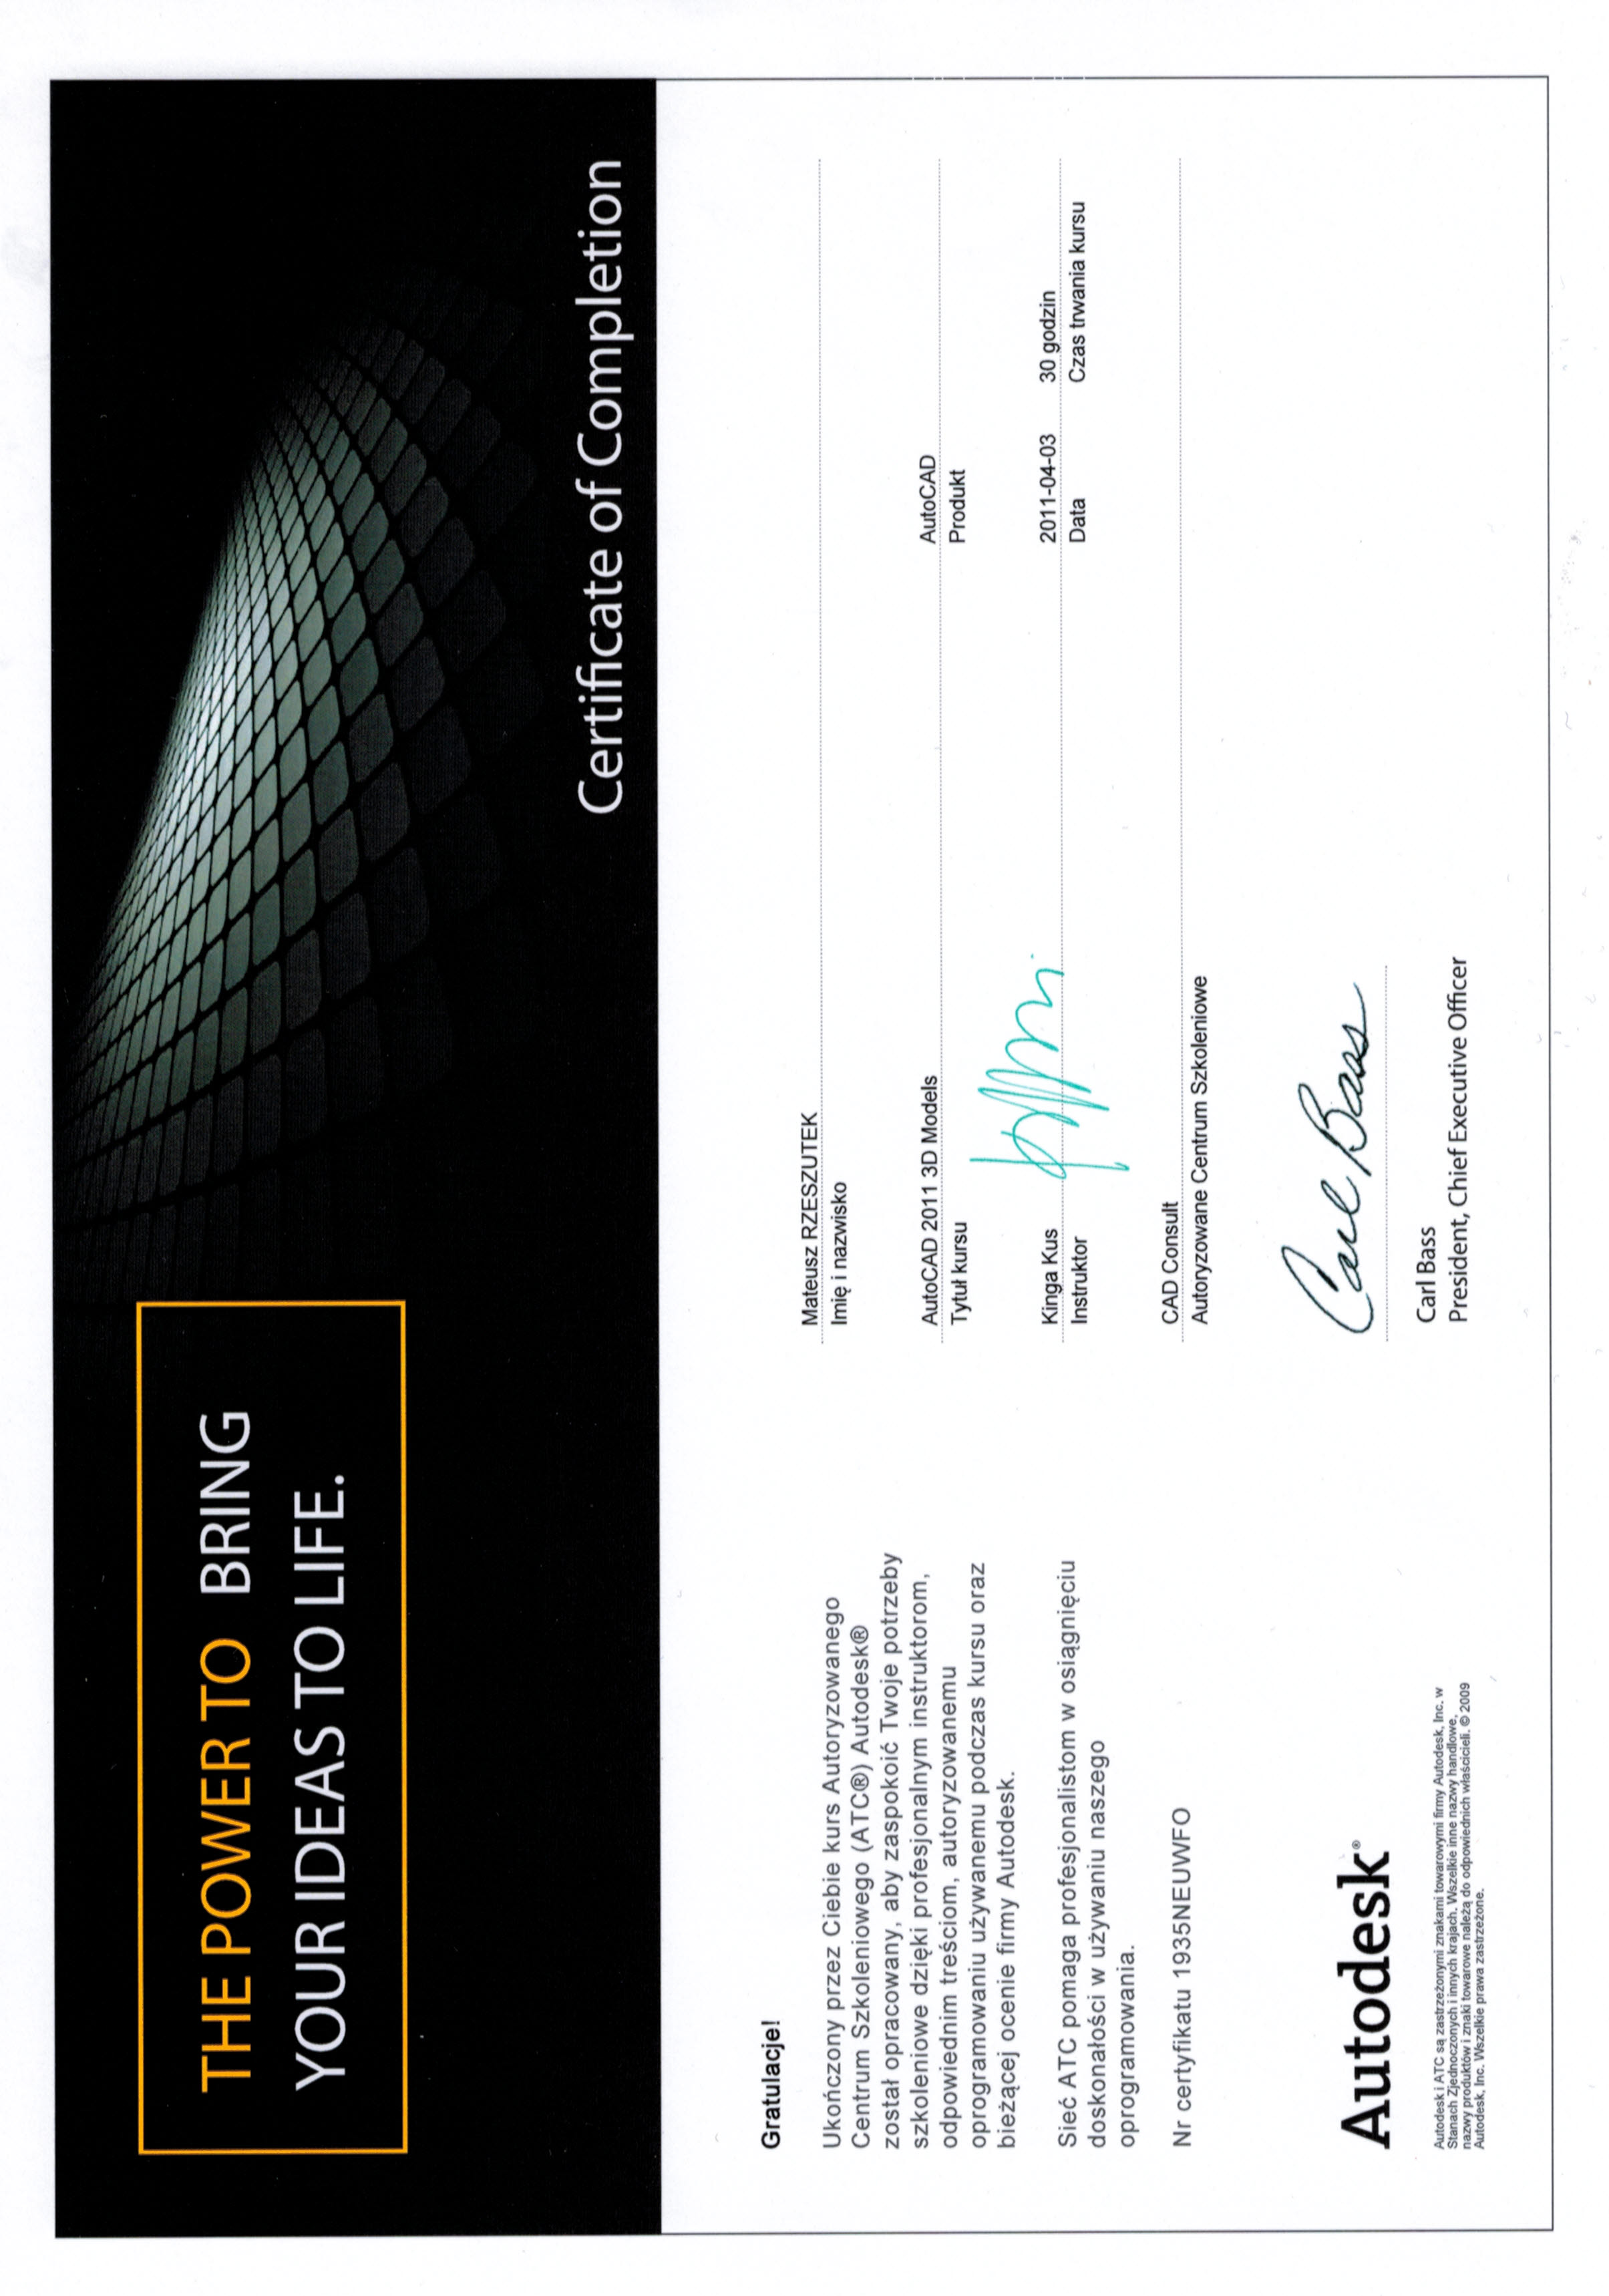 THE POWER TO BRING
YOUR IDEAS TO LIFE.
Certificate of Completion
Gratulacje!
Ukończony przez Ciebie kurs Autoryzowanego
Centrum Szkoleniowego (ATC®) Autodesk®
został opracowany, aby zaspokoić Twoje potrzeby
szkoleniowe dzięki profesjonalnym instruktorom,
odpowiednim treściom, autoryzowanemu
oprogramowaniu używanemu podczas kursu oraz
bieżącej ocenie firmy Autodesk.
Sieć ATC pomaga profesjonalistom w osiągnięciu
doskonałości w używaniu naszego
oprogramowania.
Nr certyfikatu 1935NEUWFO
Autodesk®
Autodesk i ATC są zastrzeżonymi znakami towarowymi firmy Autodesk, Inc. w
Stanach Zjednoczonych i innych krajach. Wszelkie inne nazwy handlowe,
nazwy produktów i znaki towarowe należą do odpowiednich właścicieli. © 2009
Autodesk, Inc. Wszelkie prawa zastrzeżone.
Mateusz RZESZUTEK
Imię i nazwisko
AutoCAD 2011 3D Models AutoCAD
Tytuł kursu Produkt
Kinga Kus 2011-04-03 30 godzin
Instruktor Data Czas trwania kursu
CAD Consult
Autoryzowane Centrum Szkoleniowe
Carl Bass
Carl Bass
President, Chief Executive Officer